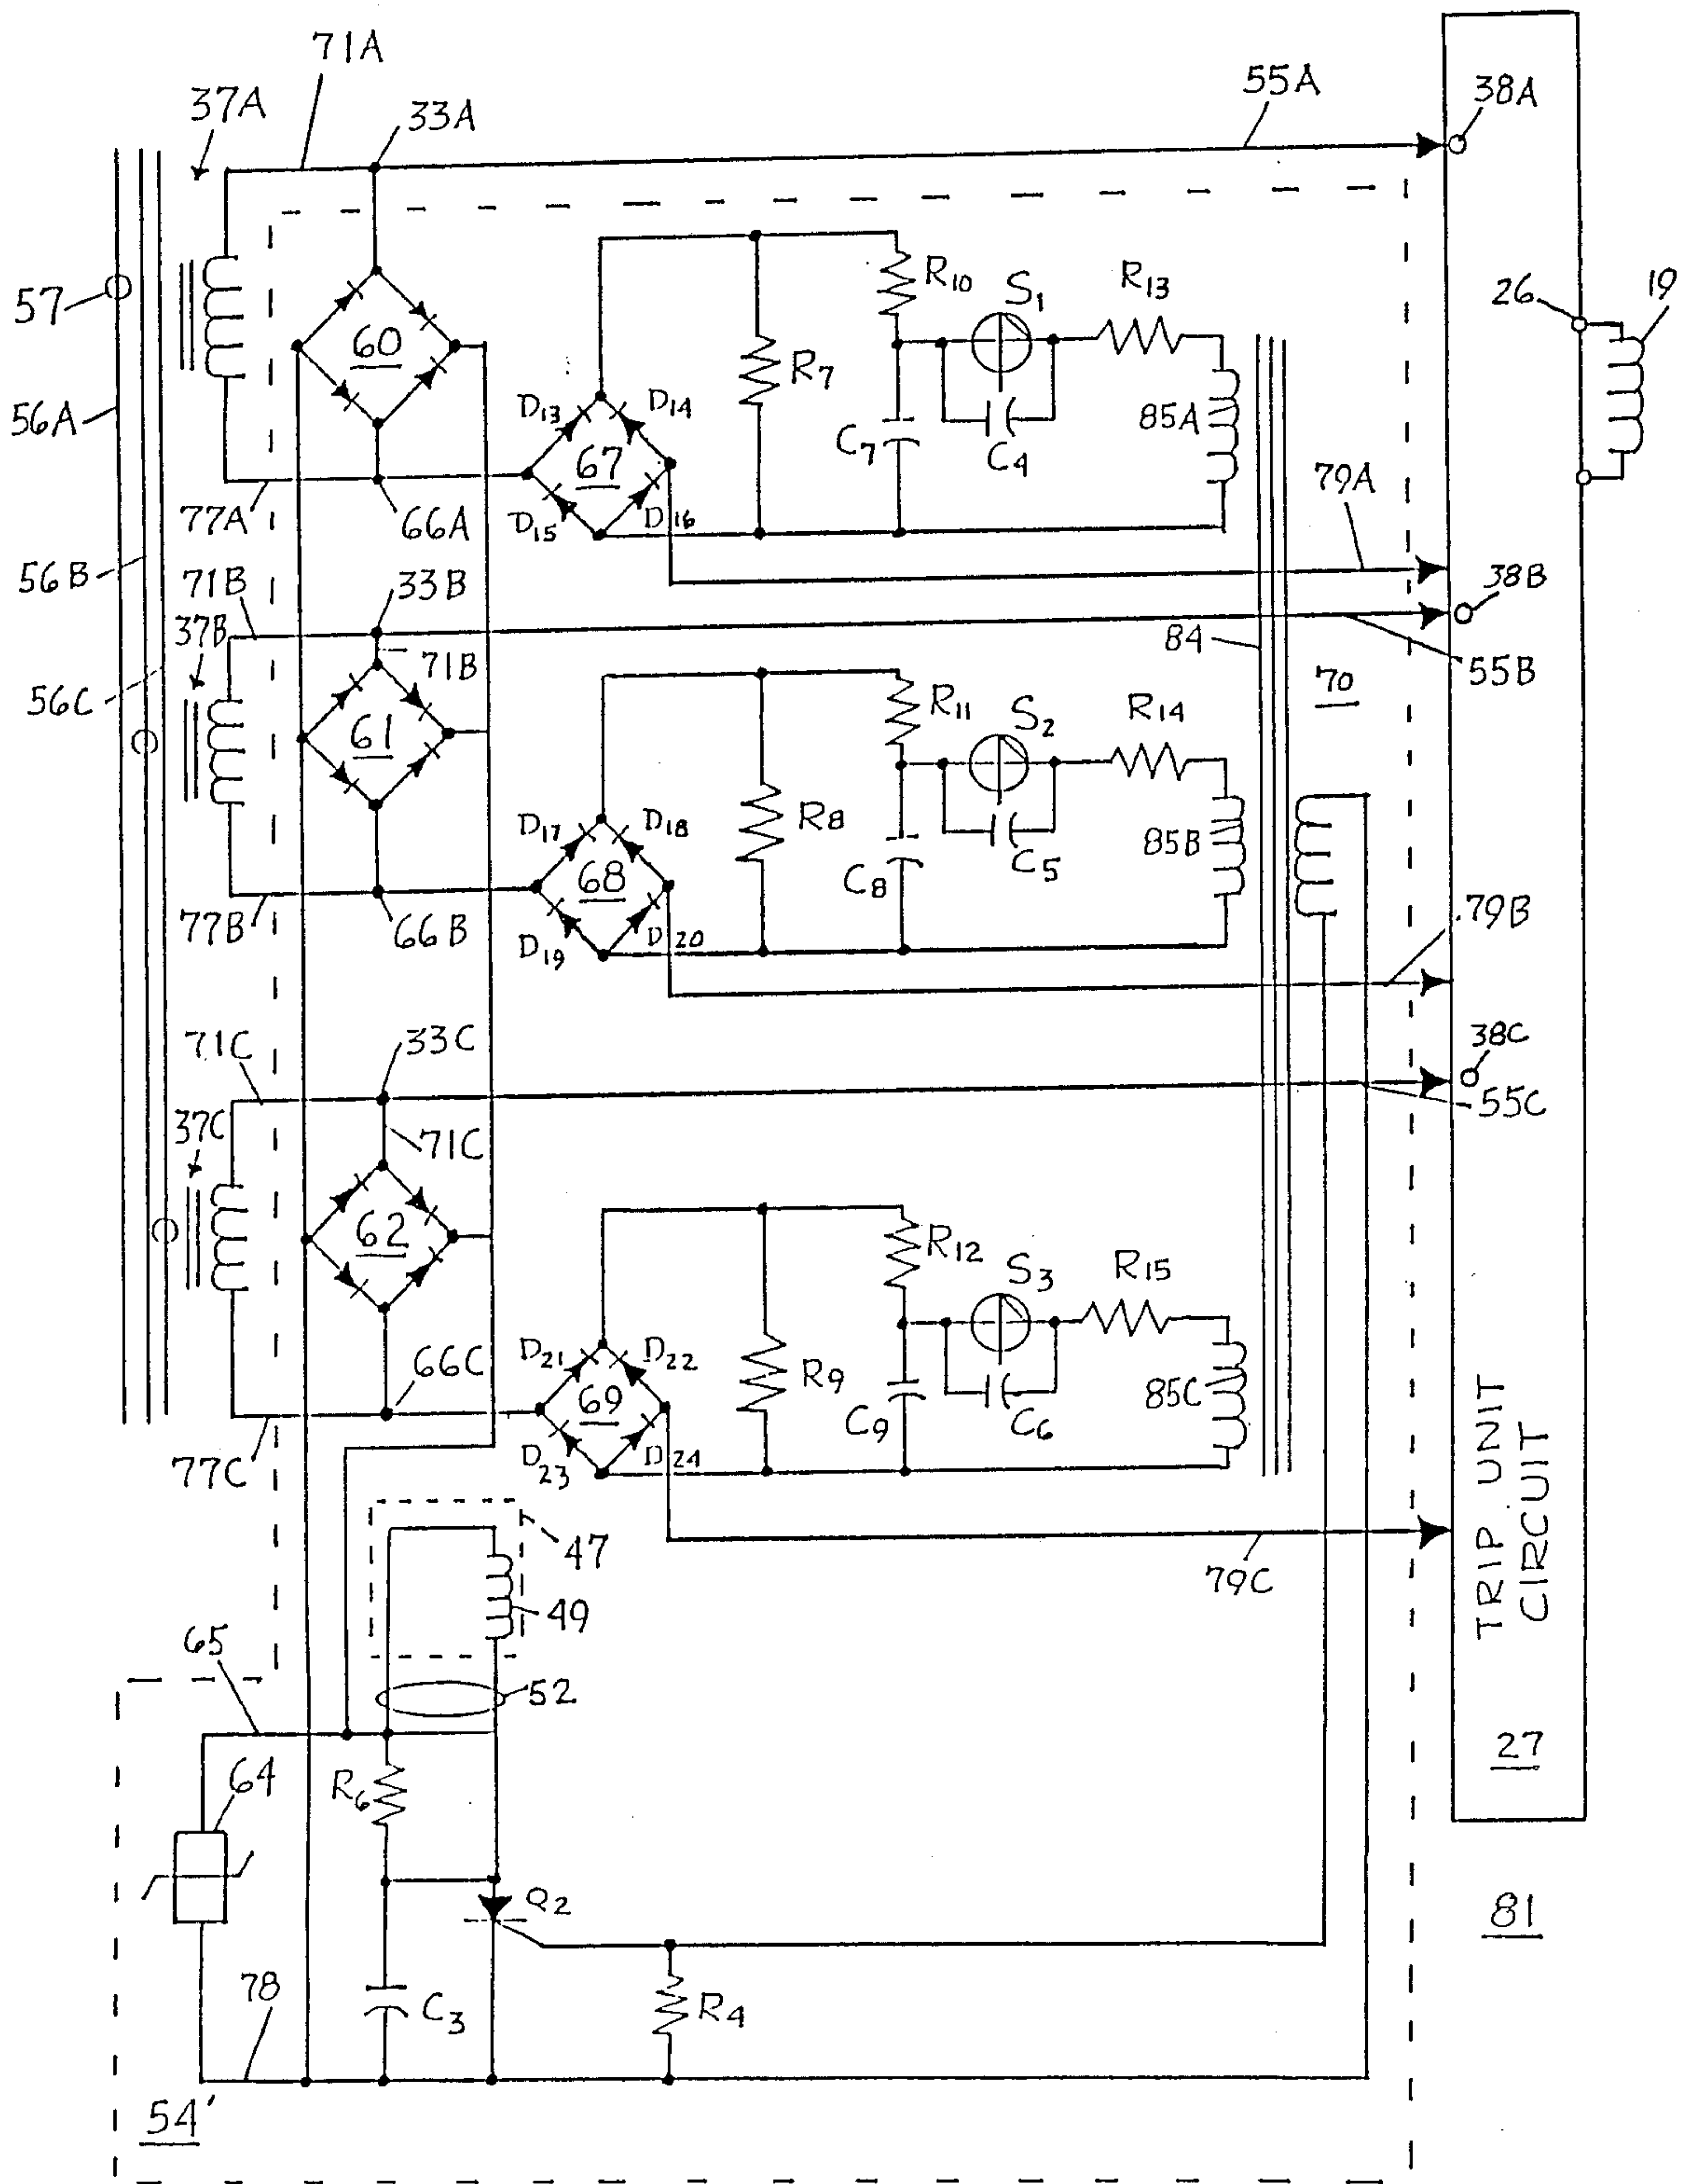 71A
37A
33A
55A
38A
57
60
R10
S1
R13
26
19
56A
R7
D13
D14
67
C7
C4
85A
79A
77A
66A
D15
D16
56B
71B
33B
38B
37B
84
71B
55B
56C
70
61
R11
S2
R14
D17
D18
R8
68
C8
C5
85B
77B
66B
D19
D20
79B
71C
33C
38C
37C
71C
55C
62
R12
S3
R15
66C
D21
D22
R9
69
C9
C6
85C
77C
D23
D24
47
79C
49
TRIP UNIT
CIRCUIT
65
52
64
R6
27
Q2
81
78
C3
R4
54'